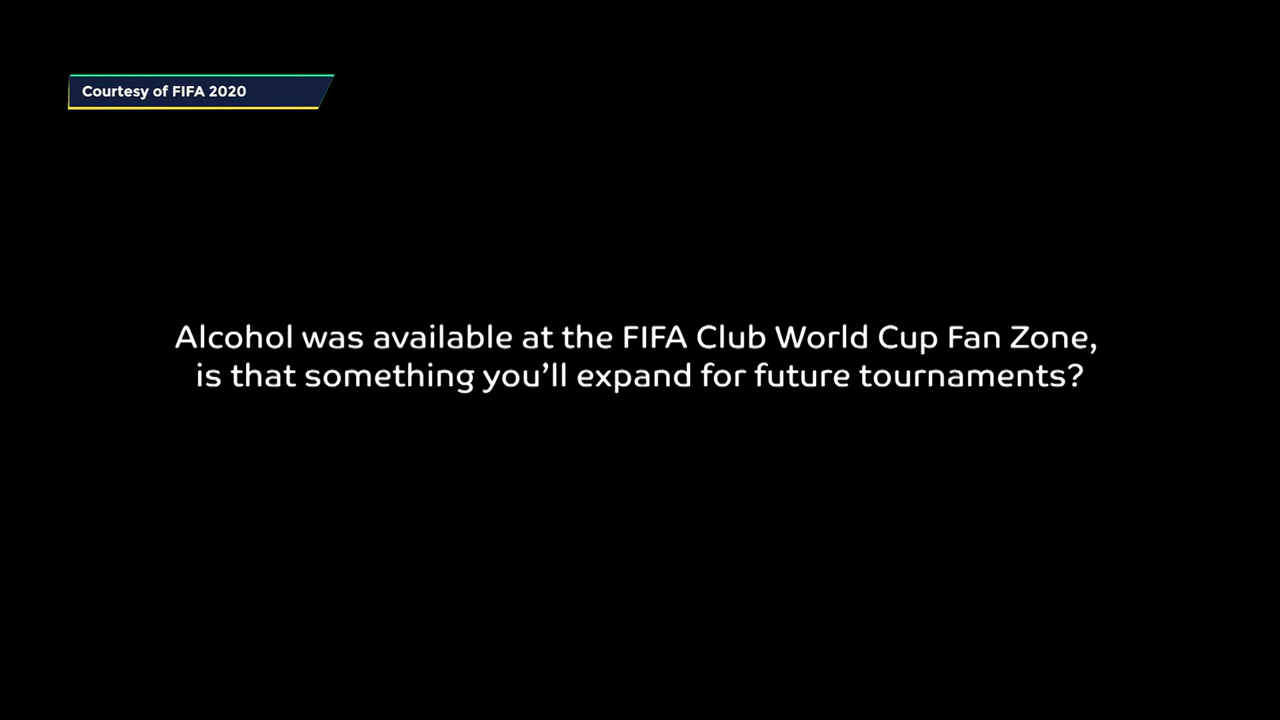 Courtesy of FIFA 2020
Alcohol was available at the FIFA Club World Cup Fan Zone,
is that something you’ll expand for future tournaments?